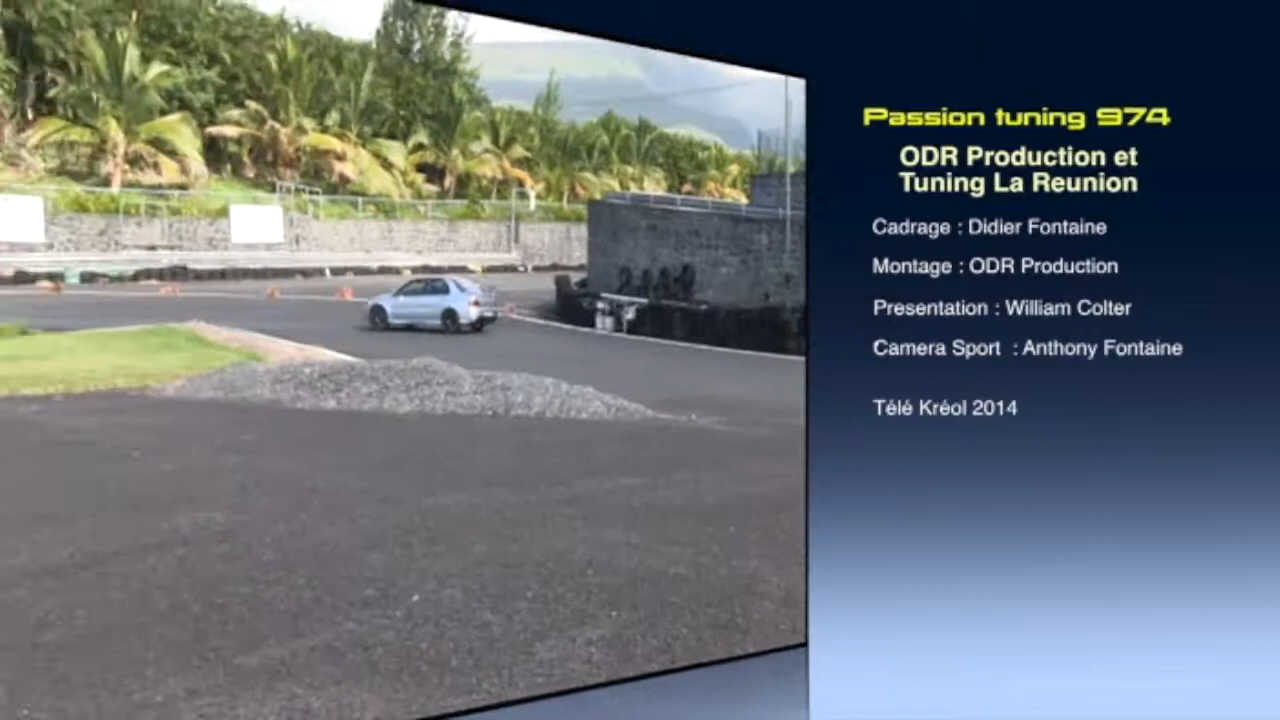 Passion tuning 974
ODR Production et
Tuning La Reunion
Cadrage : Didier Fontaine
Montage : ODR Production
Presentation : William Colter
Camera Sport : Anthony Fontaine
Télé Kréol 2014